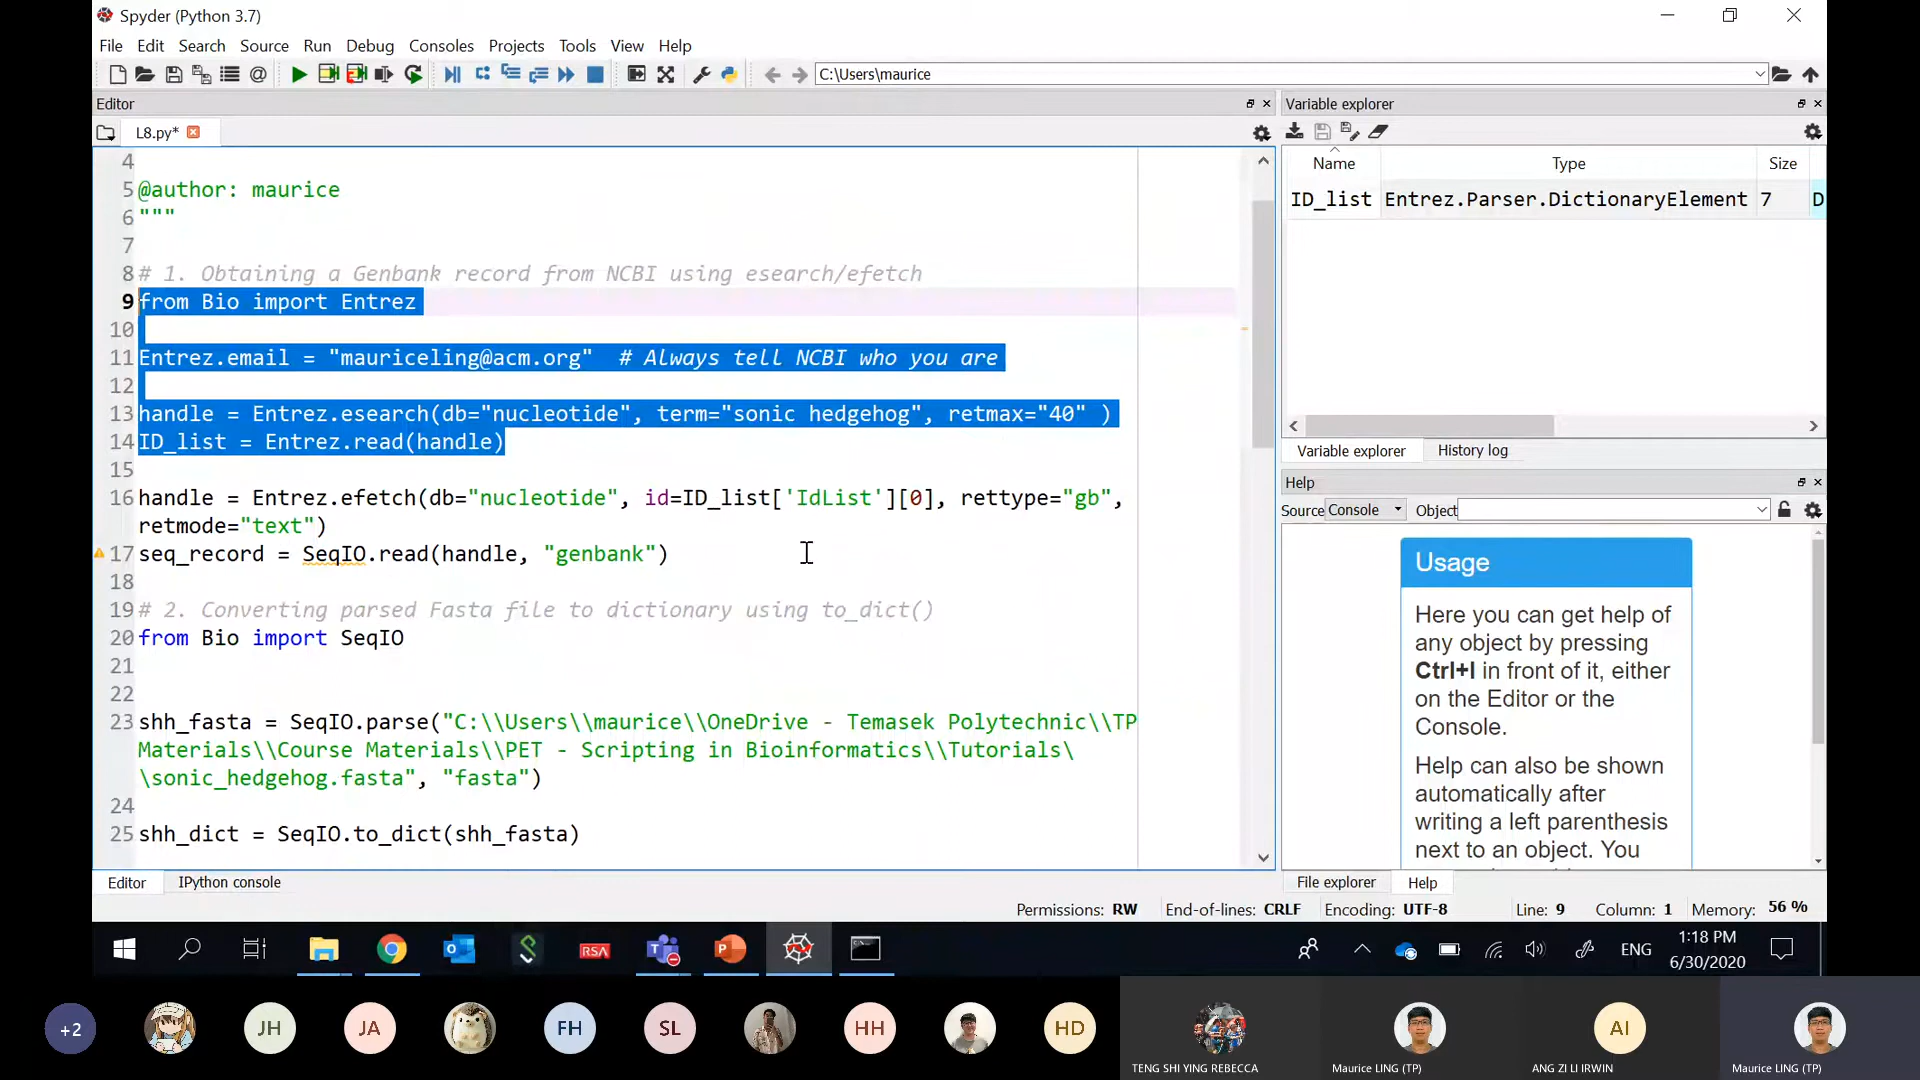 Spyder (Python 3.7)
File Edit Search Source Run Debug Consoles Projects Tools View Help
C:\Users\maurice
Editor
L8.py*
4
5 @author: maurice
6 """
7
8 # 1. Obtaining a Genbank record from NCBI using esearch/efetch
9 from Bio import Entrez
10
11 Entrez.email = "mauriceling@acm.org"  # Always tell NCBI who you are
12
13 handle = Entrez.esearch(db="nucleotide", term="sonic hedgehog", retmax="40" )
14 ID_list = Entrez.read(handle)
15
16 handle = Entrez.efetch(db="nucleotide", id=ID_list['IdList'][0], rettype="gb",
retmode="text")
17 seq_record = SeqIO.read(handle, "genbank")
18
19 # 2. Converting parsed Fasta file to dictionary using to_dict()
20 from Bio import SeqIO
21
22
23 shh_fasta = SeqIO.parse("C:\\Users\\maurice\\OneDrive - Temasek Polytechnic\\TP
Materials\\Course Materials\\PET - Scripting in Bioinformatics\\Tutorials\
\sonic_hedgehog.fasta", "fasta")
24
25 shh_dict = SeqIO.to_dict(shh_fasta)
Editor IPython console
Variable explorer
Name Type Size
ID_list Entrez.Parser.DictionaryElement 7 D
Variable explorer History log
Help
Source Console Object
Usage
Here you can get help of
any object by pressing
Ctrl+I in front of it, either
on the Editor or the
Console.
Help can also be shown
automatically after
writing a left parenthesis
next to an object. You
File explorer Help
Permissions: RW End-of-lines: CRLF Encoding: UTF-8 Line: 9 Column: 1 Memory: 56 %
RSA
ENG
1:18 PM
6/30/2020
+2 JH JA FH SL HH HD AI
TENG SHI YING REBECCA Maurice LING (TP) ANG ZI LI IRWIN Maurice LING (TP)